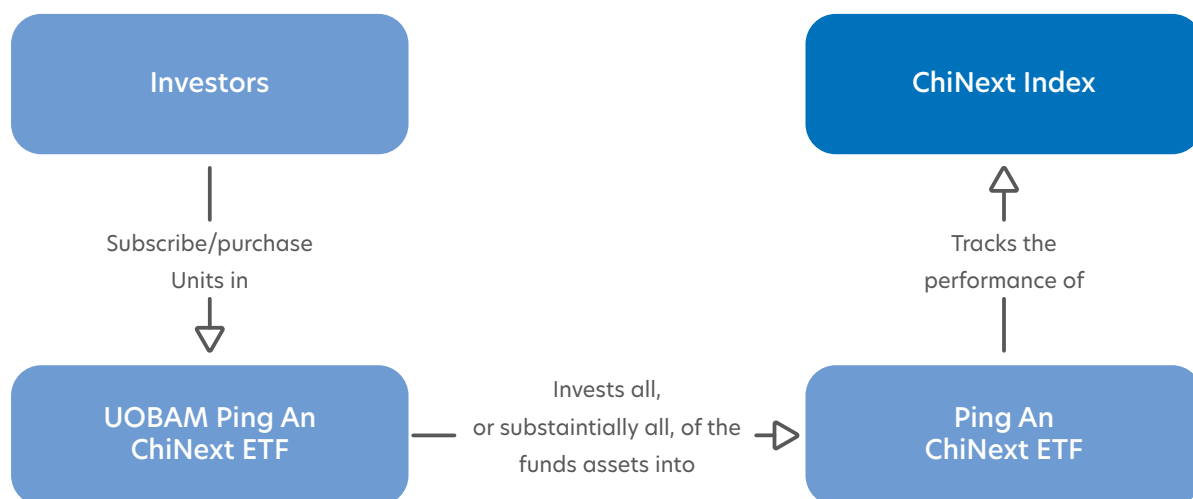 Investors
ChiNext Index
Subscribe/purchase
Units in
Tracks the
performance of
UOBAM Ping An
ChiNext ETF
Invests all,
or substaintially all, of the
funds assets into
Ping An
ChiNext ETF